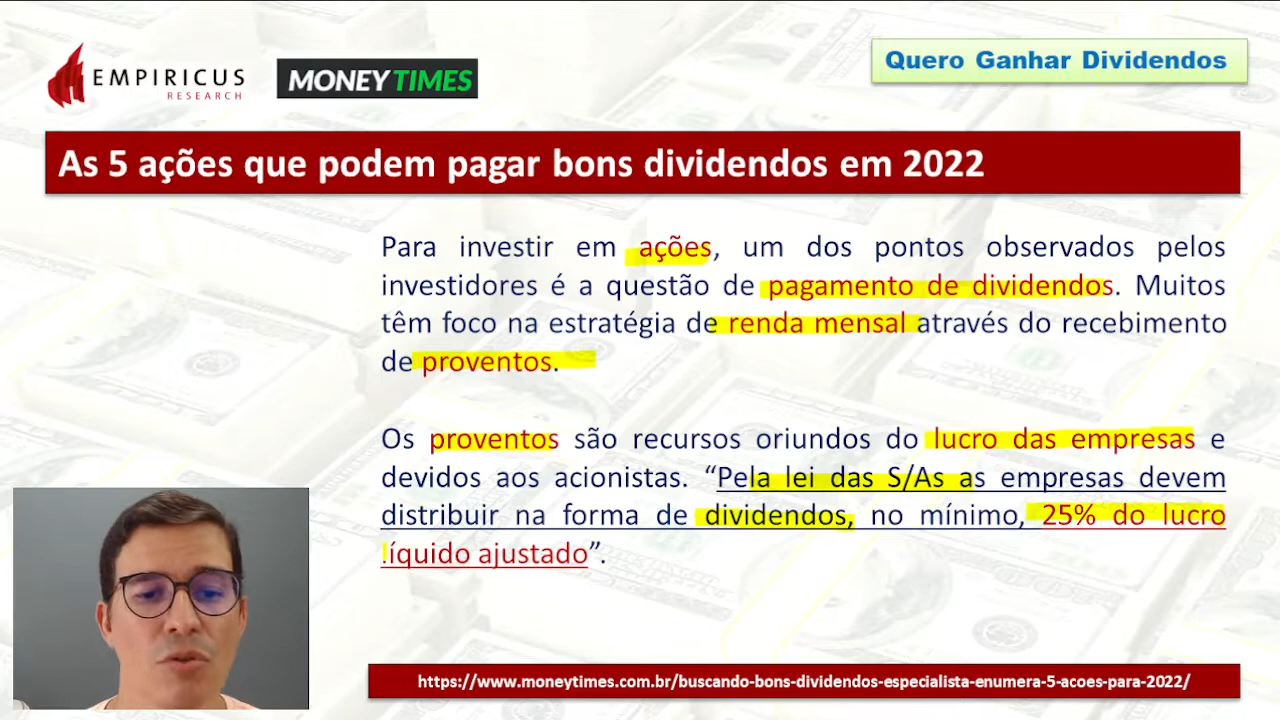 EMPIRICUS
RESEARCH
MONEY TIMES
Quero Ganhar Dividendos
As 5 ações que podem pagar bons dividendos em 2022
Para investir em ações, um dos pontos observados pelos
investidores é a questão de pagamento de dividendos. Muitos
têm foco na estratégia de renda mensal através do recebimento
de proventos.
Os proventos são recursos oriundos do lucro das empresas e
devidos aos acionistas. “Pela lei das S/As as empresas devem
distribuir na forma de dividendos, no mínimo, 25% do lucro
líquido ajustado”.
https://www.moneytimes.com.br/buscando-bons-dividendos-especialista-enumera-5-acoes-para-2022/